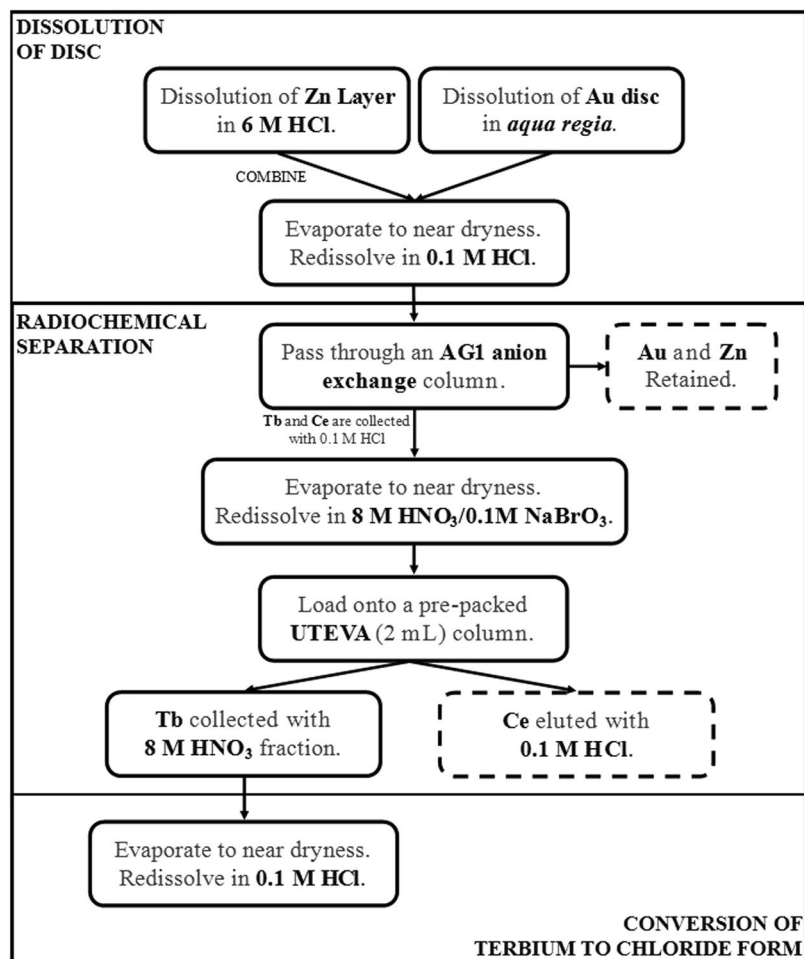 DISSOLUTION
OF DISC
Dissolution of Zn Layer
in 6 M HCl.
Dissolution of Au disc
in aqua regia.
COMBINE
Evaporate to near dryness.
Redissolve in 0.1 M HCl.
RADIOCHEMICAL
SEPARATION
Pass through an AG1 anion
exchange column.
Au and Zn
Retained.
Tb and Ce are collected
with 0.1 M HCl
Evaporate to near dryness.
Redissolve in 8 M HNO₃/0.1M NaBrO₃.
Load onto a pre-packed
UTEVA (2 mL) column.
Tb collected with
8 M HNO₃ fraction.
Ce eluted with
0.1 M HCl.
Evaporate to near dryness.
Redissolve in 0.1 M HCl.
CONVERSION OF
TERBIUM TO CHLORIDE FORM